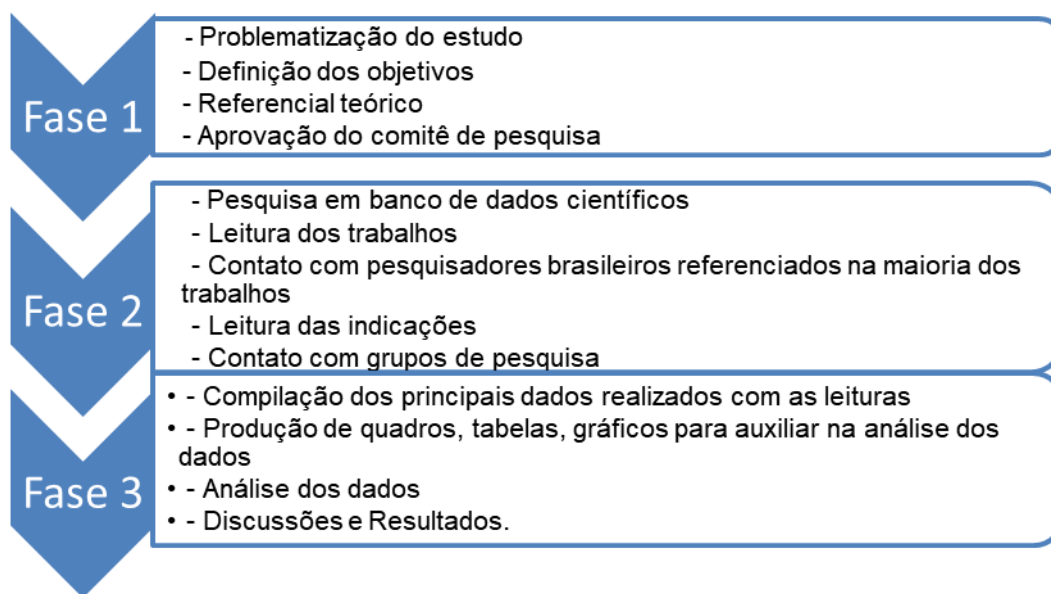 Fase 1
- Problematização do estudo
- Definição dos objetivos
- Referencial teórico
- Aprovação do comitê de pesquisa
Fase 2
- Pesquisa em banco de dados científicos
- Leitura dos trabalhos
- Contato com pesquisadores brasileiros referenciados na maioria dos
trabalhos
- Leitura das indicações
- Contato com grupos de pesquisa
Fase 3
• - Compilação dos principais dados realizados com as leituras
• - Produção de quadros, tabelas, gráficos para auxiliar na análise dos
dados
• - Análise dos dados
• - Discussões e Resultados.